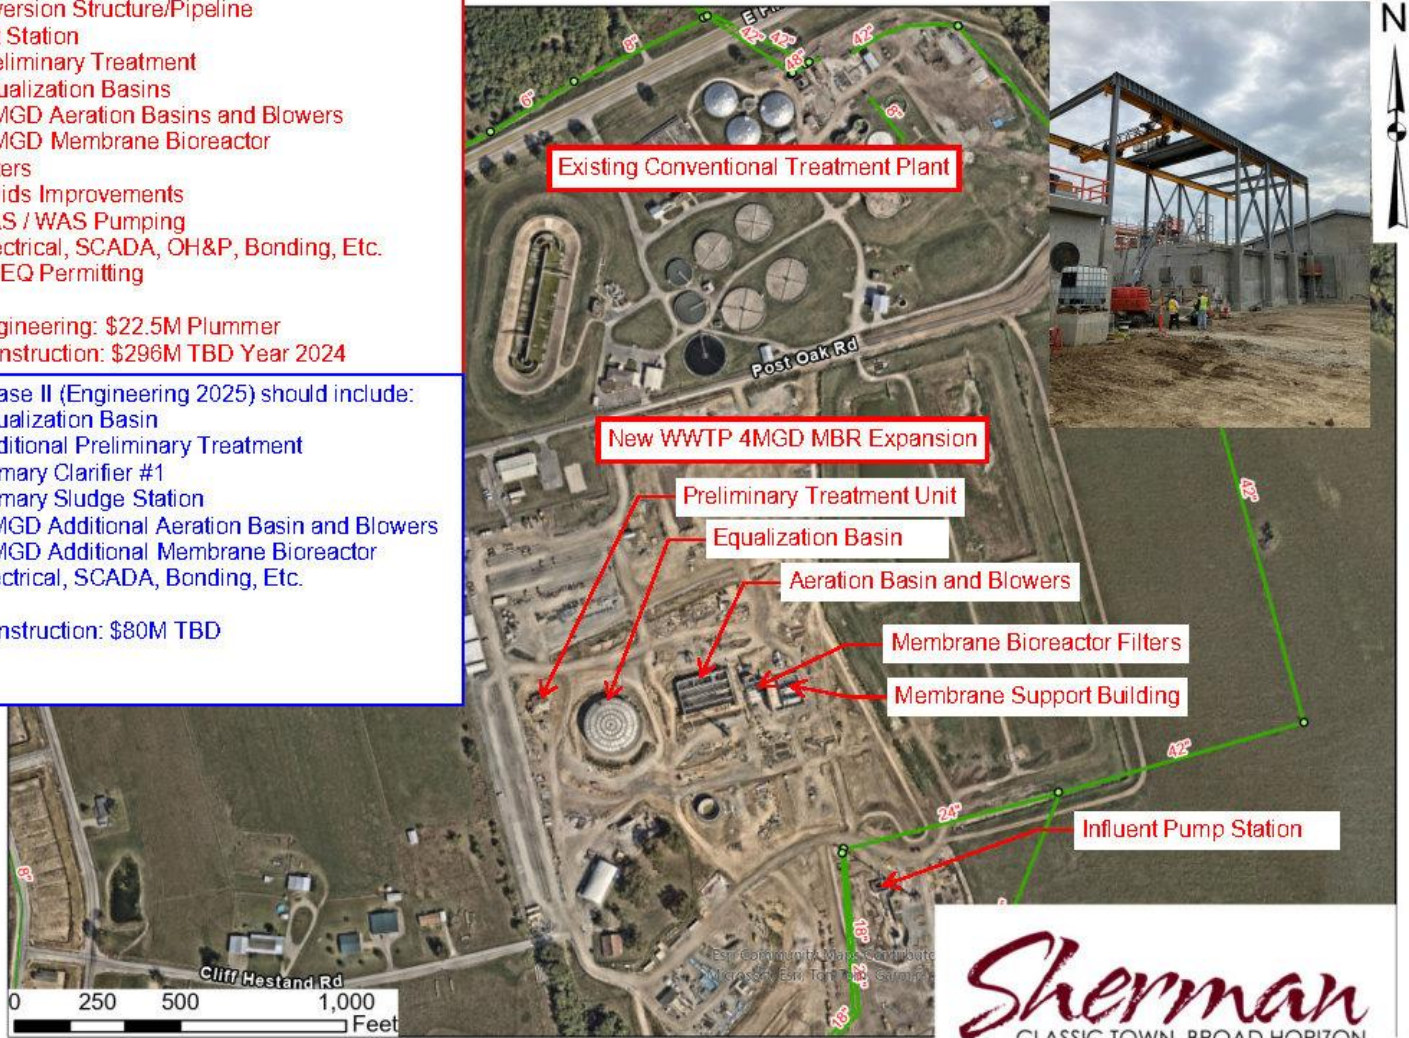 version Structure/Pipeline
t Station
eliminary Treatment
ualization Basins
MGD Aeration Basins and Blowers
MGD Membrane Bioreactor
ters
lids Improvements
AS / WAS Pumping
ectrical, SCADA, OH&P, Bonding, Etc.
EQ Permitting
gineering: $22.5M Plummer
nstruction: $296M TBD Year 2024
ase II (Engineering 2025) should include:
ualization Basin
ditional Preliminary Treatment
mary Clarifier #1
mary Sludge Station
MGD Additional Aeration Basin and Blowers
MGD Additional Membrane Bioreactor
ectrical, SCADA, Bonding, Etc.
nstruction: $80M TBD
N
6"
8"
42"
42"
48"
42"
8"
Existing Conventional Treatment Plant
Post Oak Rd
New WWTP 4MGD MBR Expansion
Preliminary Treatment Unit
Equalization Basin
Aeration Basin and Blowers
Membrane Bioreactor Filters
Membrane Support Building
42"
42"
24"
Influent Pump Station
8"
18"
18"
Cliff Hestand Rd
0 250 500 1,000
Feet
Sherman
CLASSIC TOWN. BROAD HORIZON